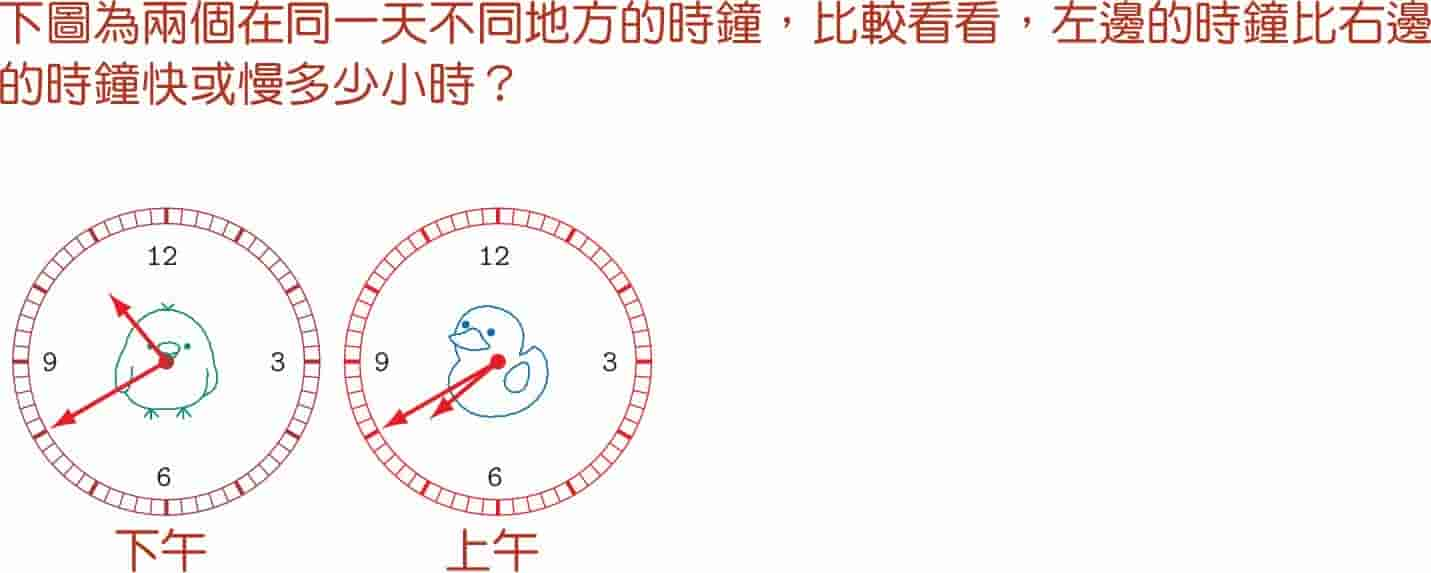 下圖為兩個在同一天不同地方的時鐘，比較看看，左邊的時鐘比右邊
的時鐘快或慢多少小時？
12 12
9 3 9 3
6 6
下午 上午